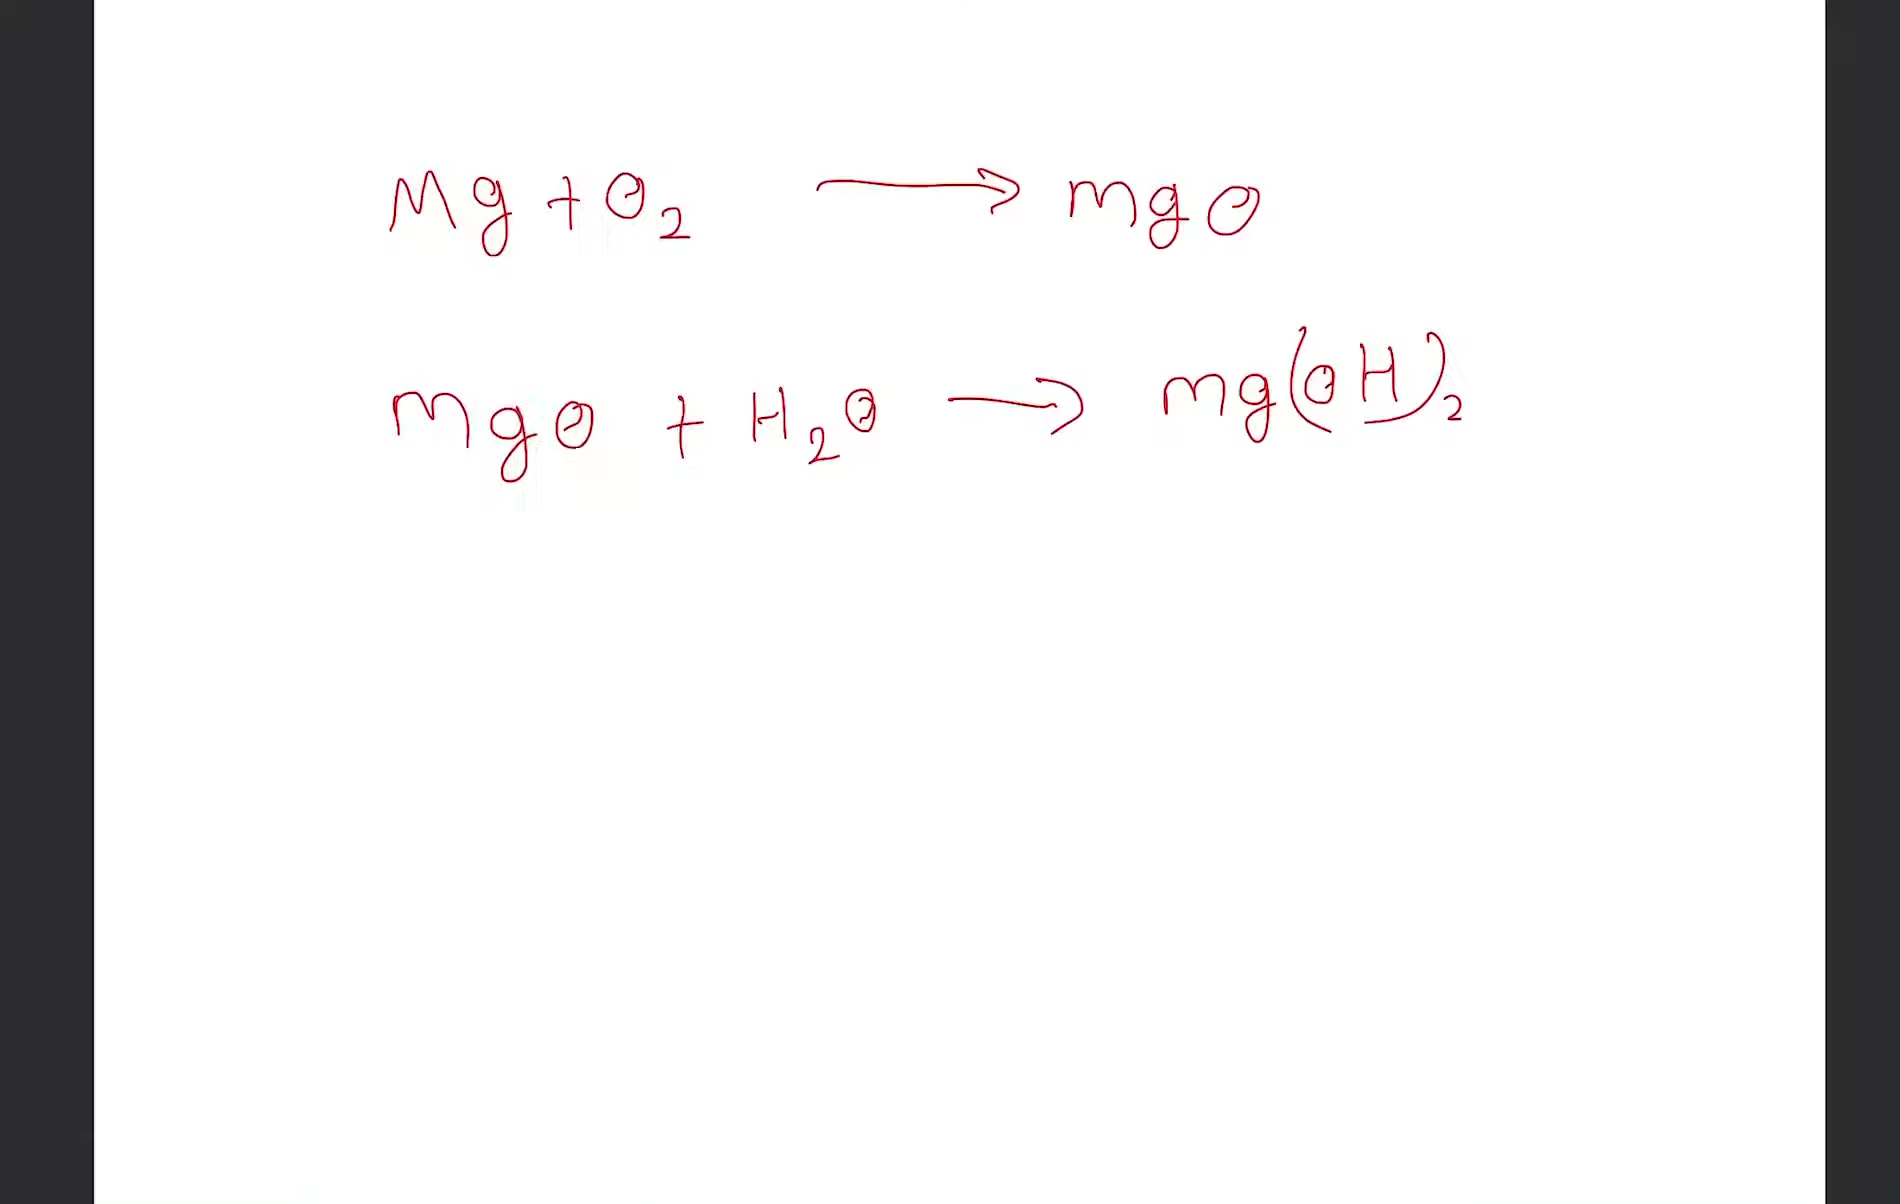 Mg + O₂ → MgO
MgO + H₂O → Mg(OH)₂